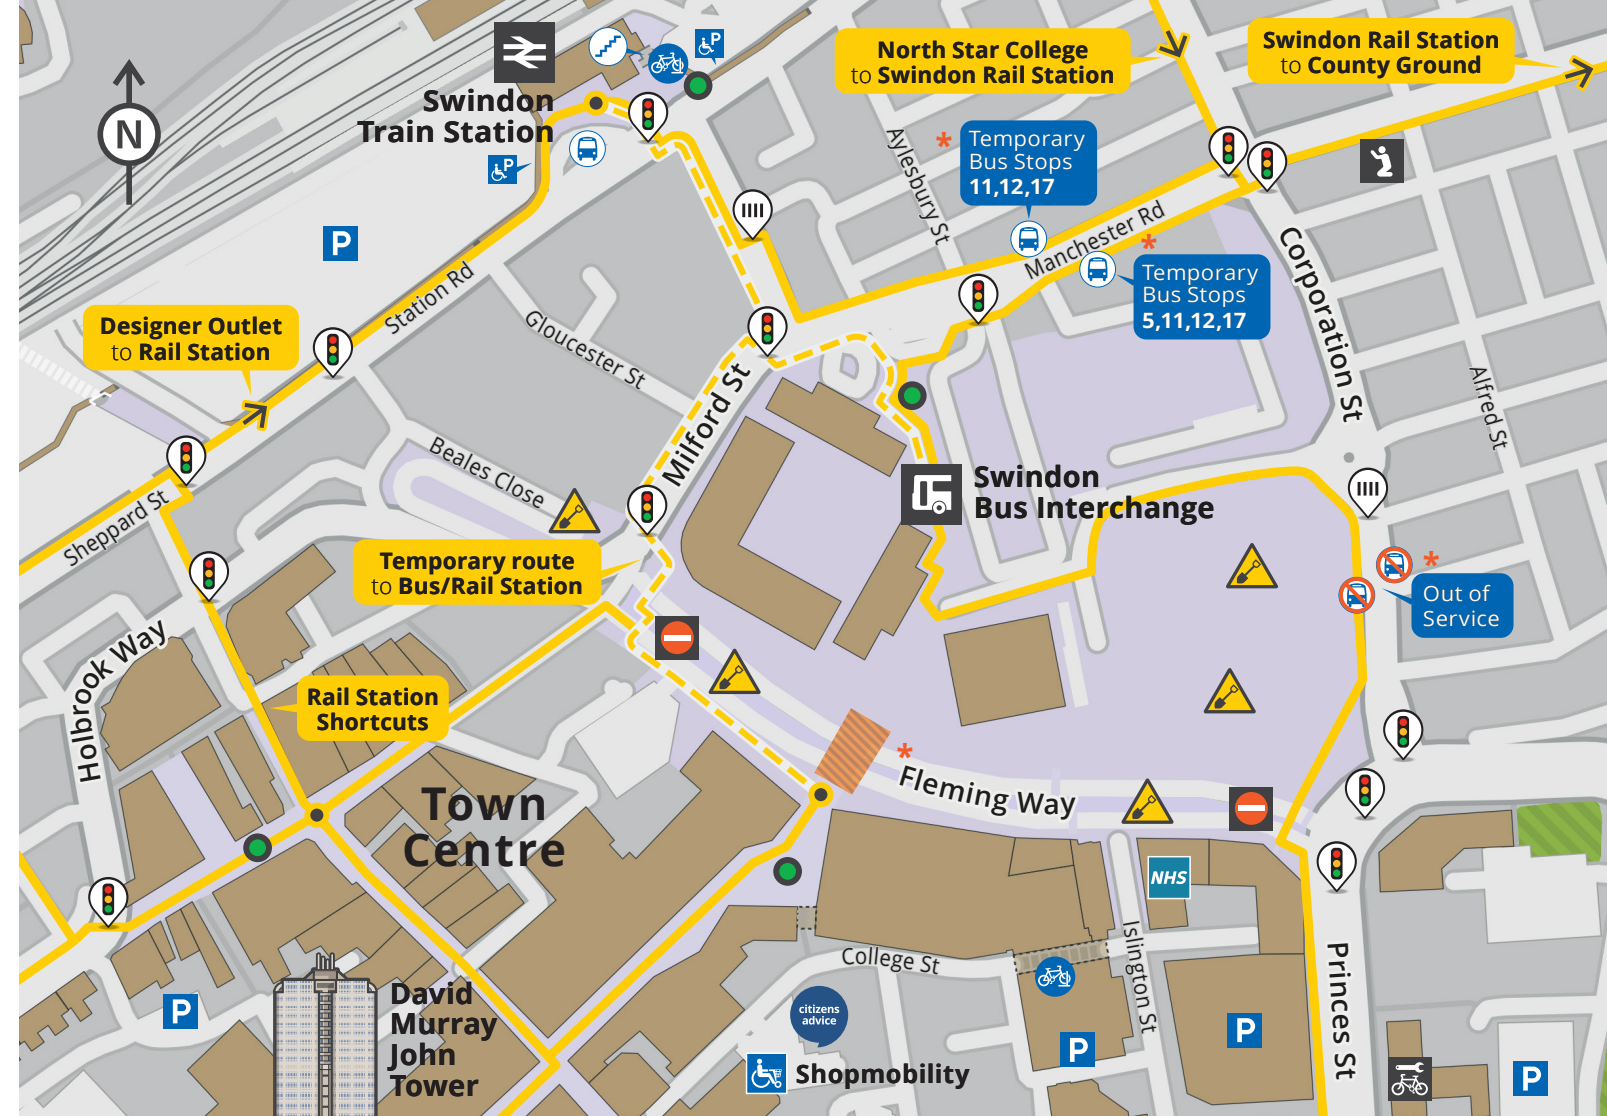 North Star College
to Swindon Rail Station
Swindon Rail Station
to County Ground
N
Swindon
Train Station
P
P
P
Aylesbury St
*
Temporary
Bus Stops
11,12,17
Manchester Rd
*
Temporary
Bus Stops
5,11,12,17
Corporation St
Alfred St
Station Rd
Designer Outlet
to Rail Station
Gloucester St
Milford St
Beales Close
Sheppard St
Swindon
Bus Interchange
Temporary route
to Bus/Rail Station
*
Out of
Service
Holbrook Way
Rail Station
Shortcuts
*
Fleming Way
Town
Centre
NHS
Islington St
College St
Princes St
David
Murray
John
Tower
P
citizens
advice
Shopmobility
P
P
P